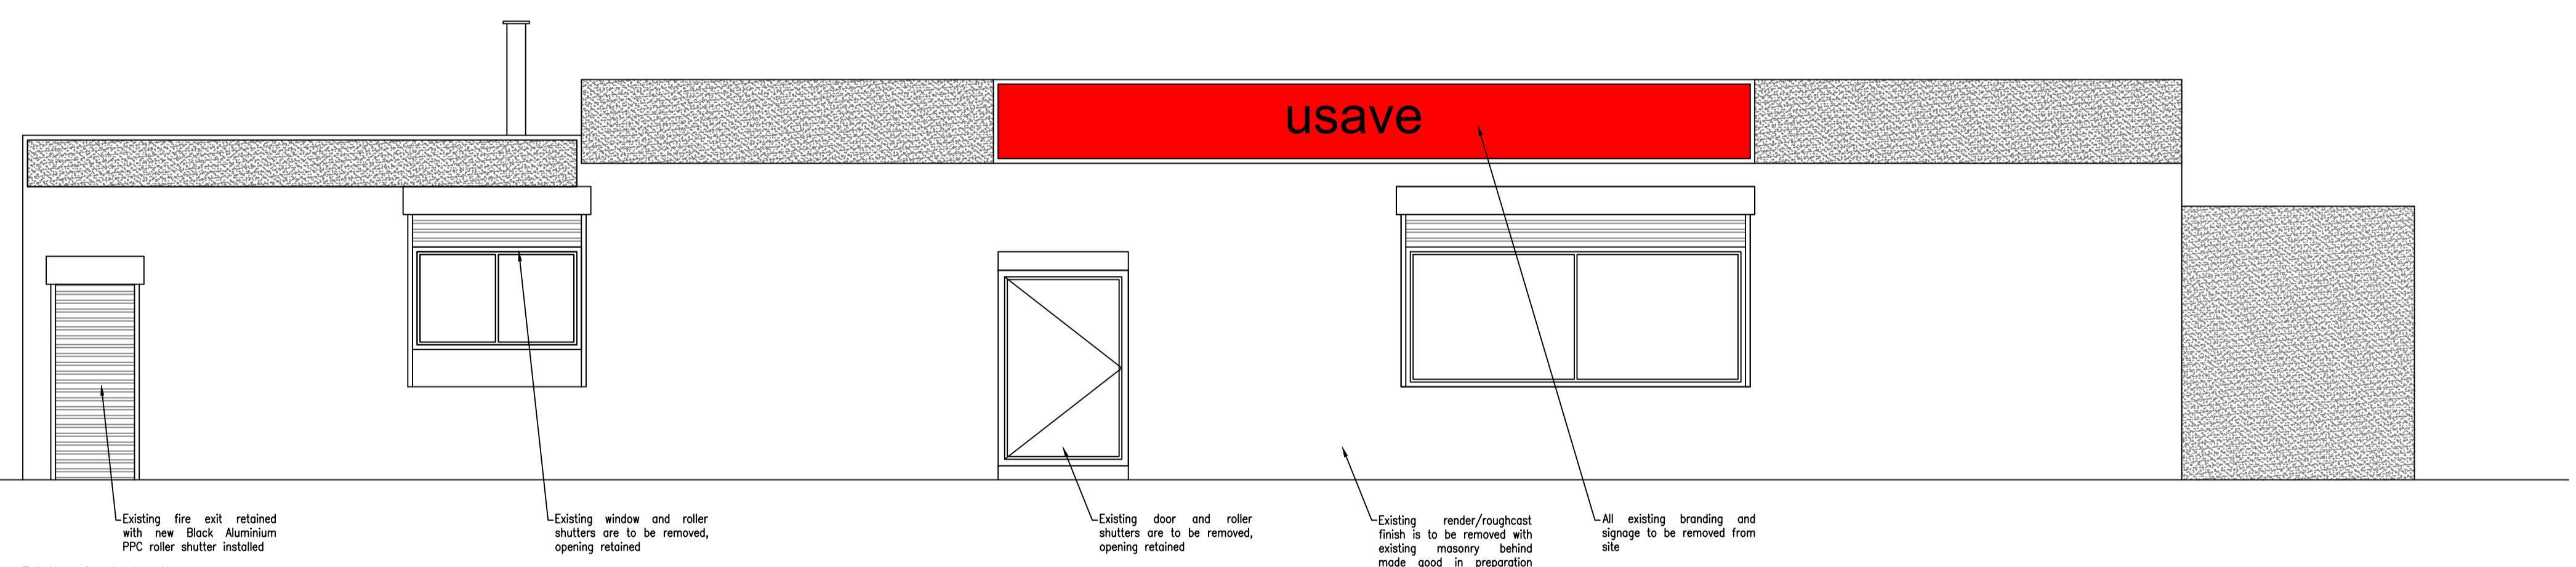 usave
Existing fire exit retained
with new Black Aluminium
PPC roller shutter installed
Existing window and roller
shutters are to be removed,
opening retained
Existing door and roller
shutters are to be removed,
opening retained
Existing render/roughcast
finish is to be removed with
existing masonry behind
made good in preparation
All existing branding and
signage to be removed from
site